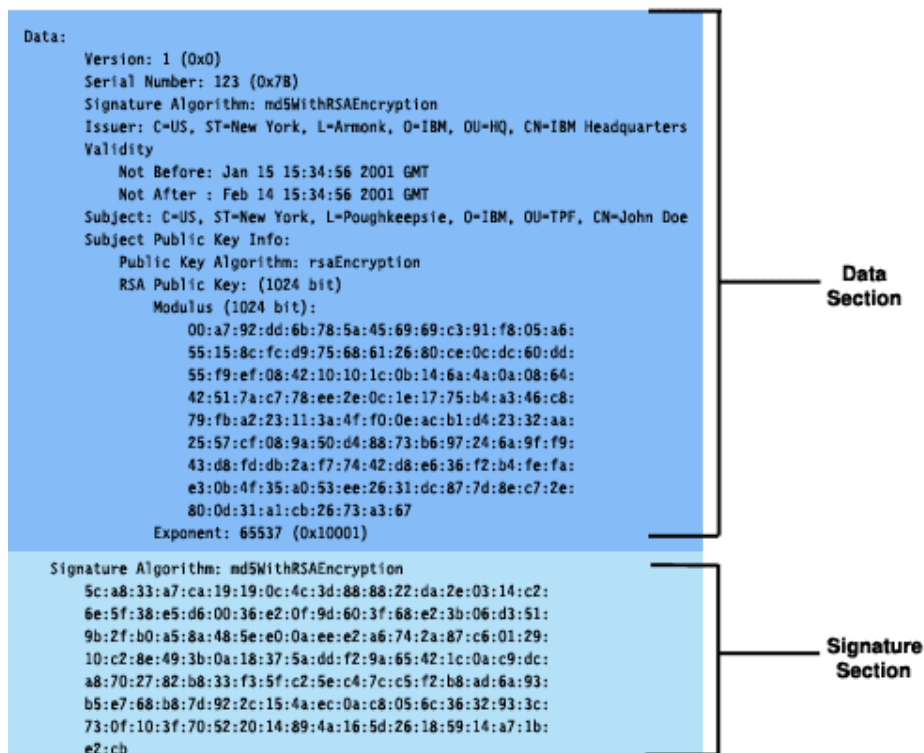 Data:
Version: 1 (0x0)
Serial Number: 123 (0x7B)
Signature Algorithm: md5WithRSAEncryption
Issuer: C=US, ST=New York, L=Armonk, O=IBM, OU=HQ, CN=IBM Headquarters
Validity
Not Before: Jan 15 15:34:56 2001 GMT
Not After : Feb 14 15:34:56 2001 GMT
Subject: C=US, ST=New York, L=Poughkeepsie, O=IBM, OU=TPF, CN=John Doe
Subject Public Key Info:
Public Key Algorithm: rsaEncryption
RSA Public Key: (1024 bit)
Modulus (1024 bit):
00:a7:92:dd:6b:78:5a:45:69:69:c3:91:f8:05:a6:
55:15:8c:fc:d9:75:68:61:26:80:ce:0c:dc:60:dd:
55:f9:ef:08:42:10:10:1c:0b:14:6a:4a:0a:08:64:
42:51:7a:c7:78:ee:2e:0c:1e:17:75:b4:a3:46:c8:
79:fb:a2:23:11:3a:4f:f0:0e:ac:b1:d4:23:32:aa:
25:57:cf:08:9a:50:d4:88:73:b6:97:24:6a:9f:f9:
43:d8:fd:db:2a:f7:74:42:d8:e6:36:f2:b4:fe:fa:
e3:0b:4f:35:a0:53:ee:26:31:dc:87:7d:8e:c7:2e:
80:0d:31:a1:cb:26:73:a3:67
Exponent: 65537 (0x10001)
Data
Section
Signature Algorithm: md5WithRSAEncryption
5c:a8:33:a7:ca:19:19:0c:4c:3d:88:88:22:da:2e:03:14:c2:
6e:5f:38:e5:d6:00:36:e2:0f:9d:60:3f:68:e2:3b:06:d3:51:
9b:2f:b0:a5:8a:48:5e:e0:0a:ee:e2:a6:74:2a:87:c6:01:29:
10:c2:8e:49:3b:0a:18:37:5a:dd:f2:9a:65:42:1c:0a:c9:dc:
a8:70:27:82:b8:33:f3:5f:c2:5e:c4:7c:c5:f2:b8:ad:6a:93:
b5:e7:68:b8:7d:92:2c:15:4a:ec:0a:c8:05:6c:36:32:93:3c:
73:0f:10:3f:70:52:20:14:89:4a:16:5d:26:18:59:14:a7:1b:
e2:cb
Signature
Section